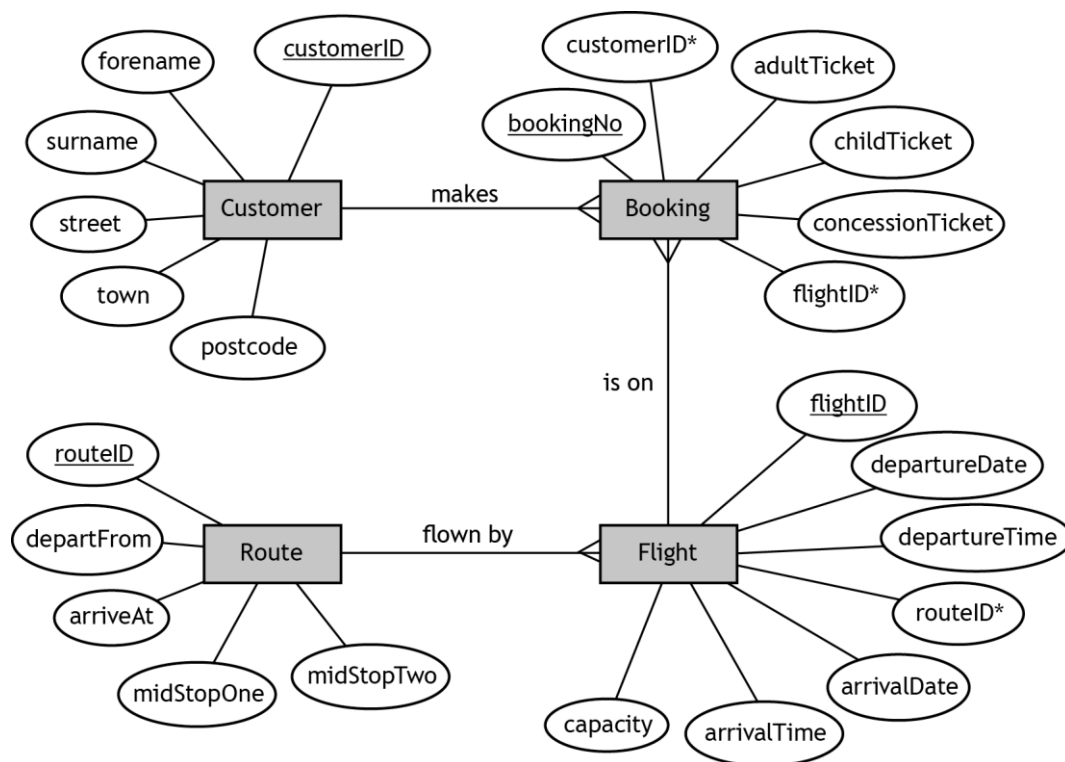 forename
customerID
surname
street
town
postcode
Customer
makes
customerID*
adultTicket
bookingNo
childTicket
concessionTicket
flightID*
Booking
is on
routeID
departFrom
arriveAt
midStopOne
midStopTwo
Route
flown by
flightID
departureDate
departureTime
routeID*
arrivalDate
arrivalTime
capacity
Flight